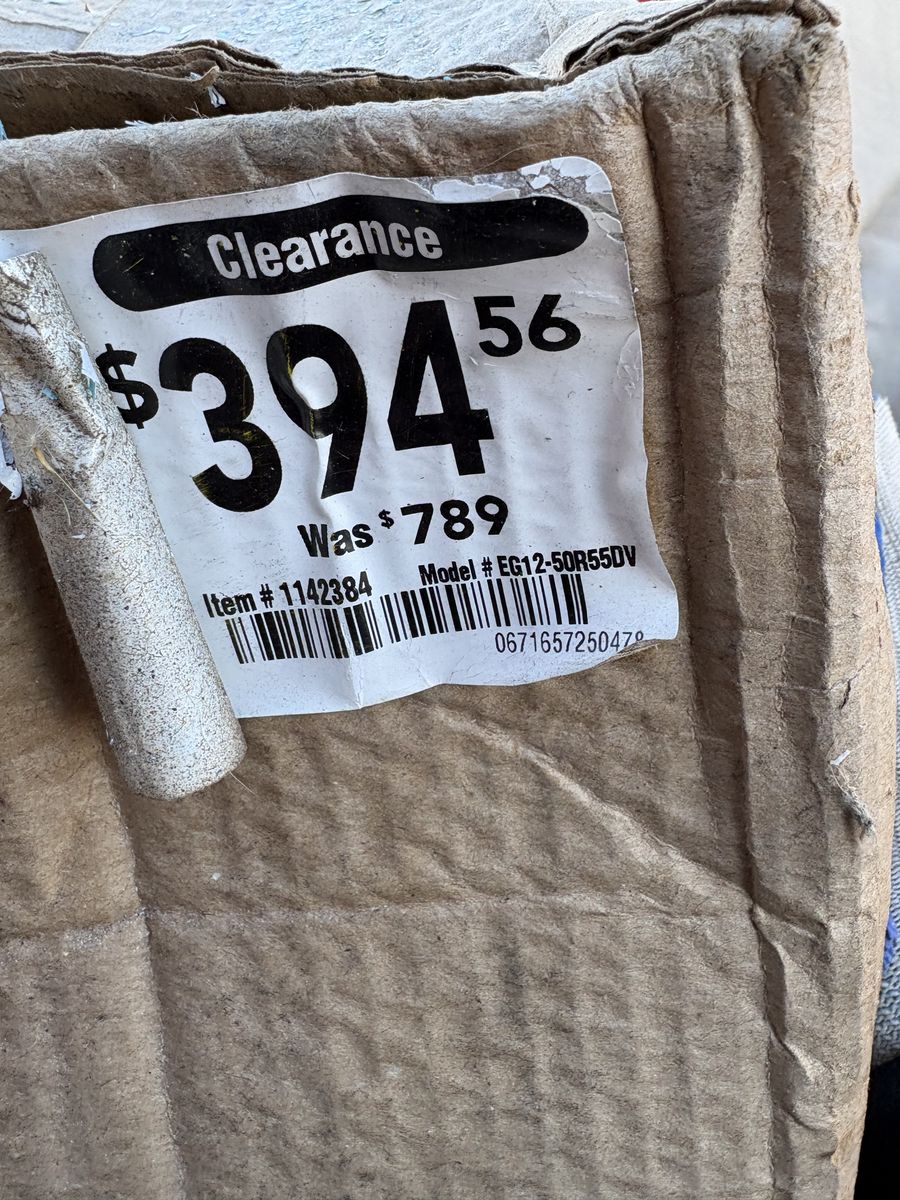 Clearance
$394 56
Was $789
Item # 1142384 Model # EG12-50R55DV
0671657250478